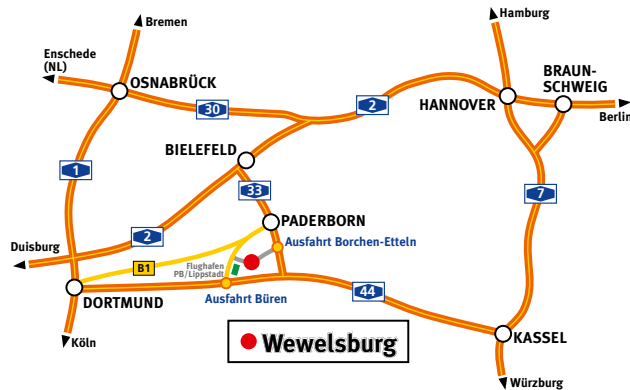 Bremen
Hamburg
Enschede
(NL)
OSNABRÜCK
BRAUN-
SCHWEIG
HANNOVER
Berlin
30
2
BIELEFELD
1
33
7
PADERBORN
Duisburg
2
Ausfahrt Borchen-Etteln
B1
Flughafen
PB/Lippstadt
DORTMUND
Ausfahrt Büren
44
Köln
Wewelsburg
KASSEL
Würzburg